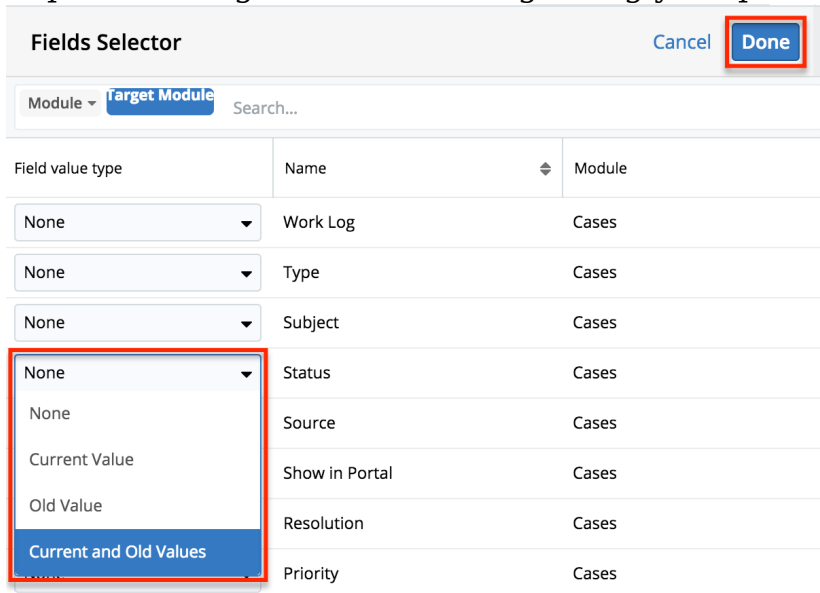 Fields Selector Cancel Done
Module Target Module Search...
Field value type Name Module
None Work Log Cases
None Type Cases
None Subject Cases
None Status Cases
None
Source Cases
Current Value
Show in Portal Cases
Old Value
Resolution Cases
Current and Old Values
Priority Cases